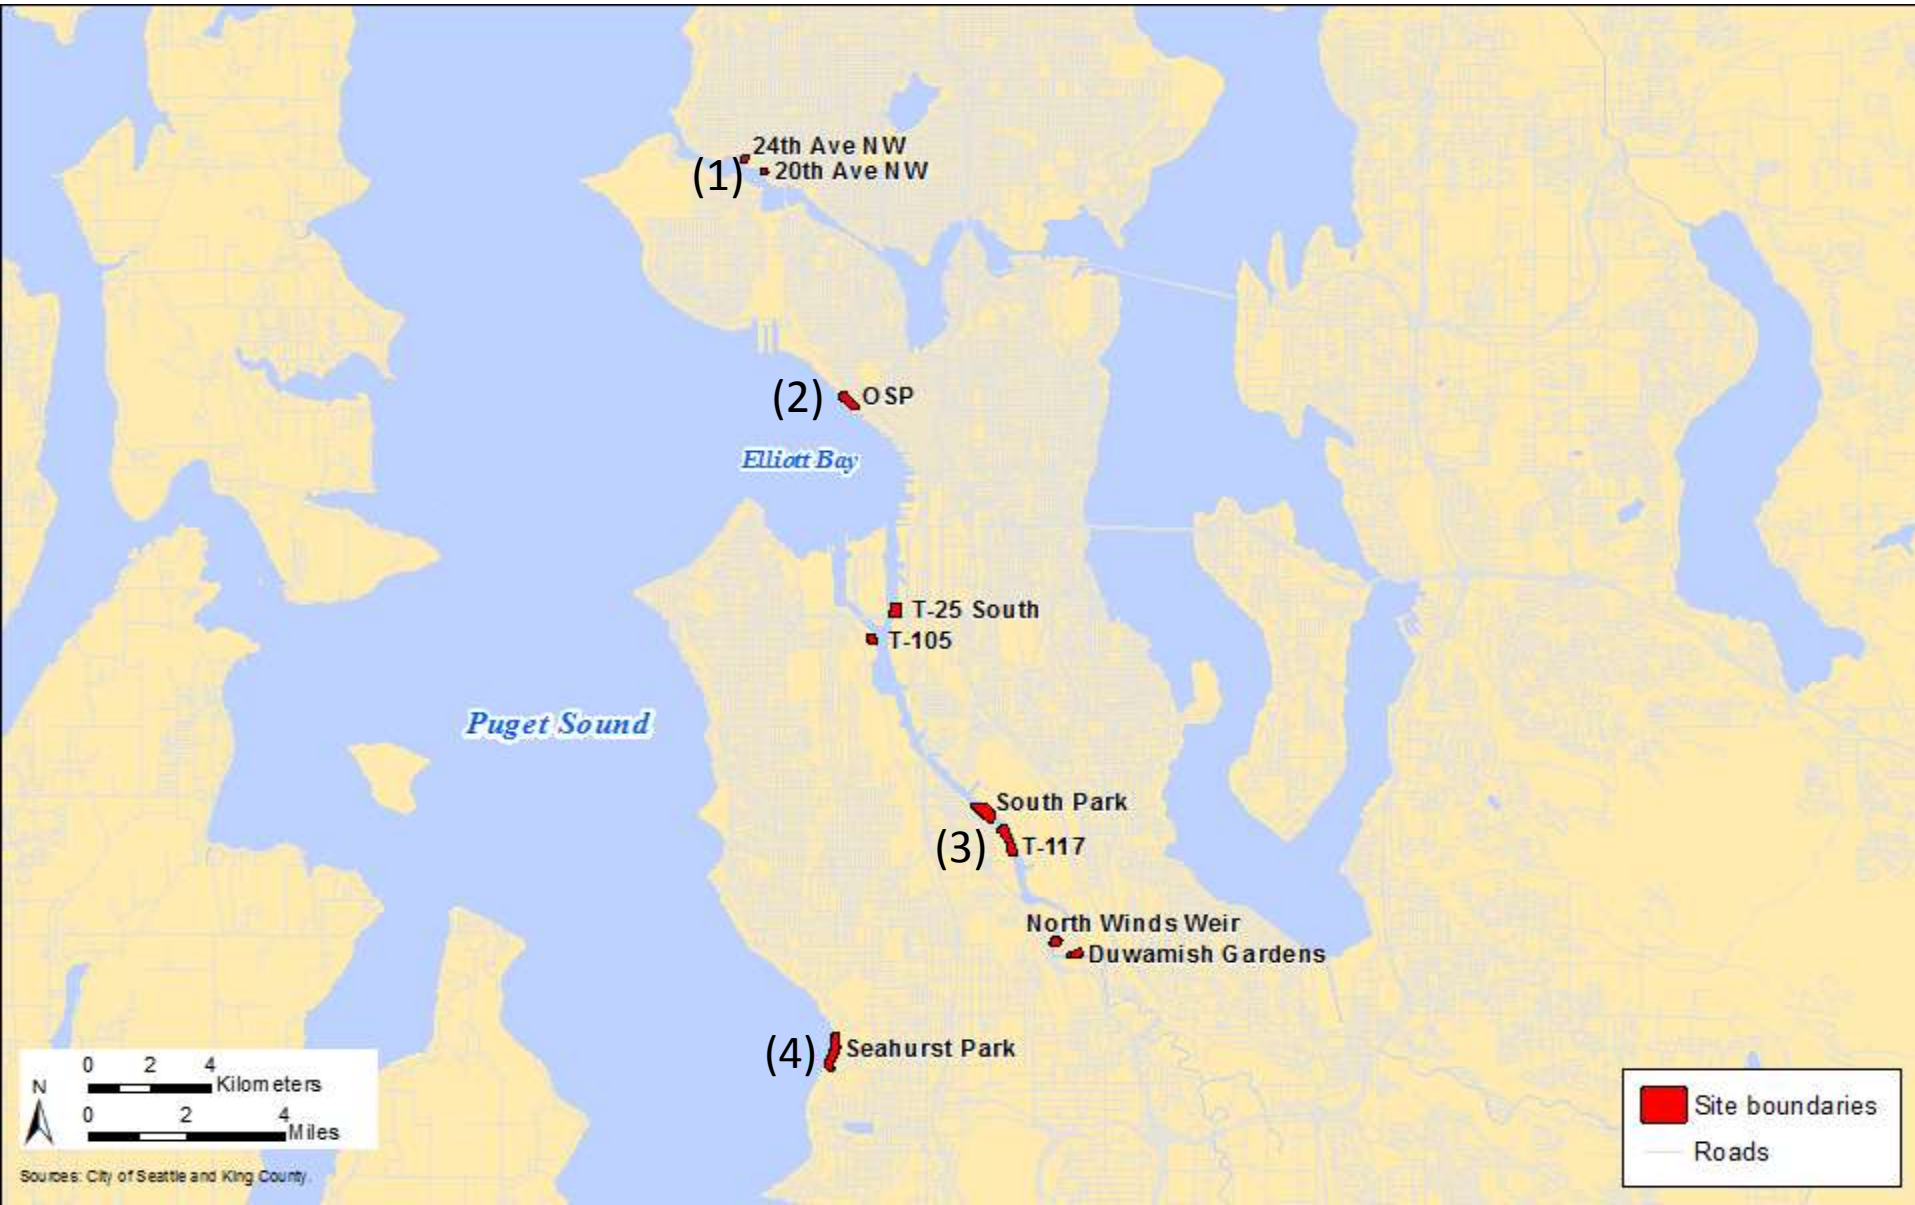 24th Ave NW
(1) 20th Ave NW
(2) OSP
Elliott Bay
T-25 South
T-105
Puget Sound
South Park
(3) T-117
North Winds Weir
Duwamish Gardens
(4) Seahurst Park
0 2 4
Kilometers
N
0 2 4
Miles
Sources: City of Seattle and King County.
Site boundaries
Roads